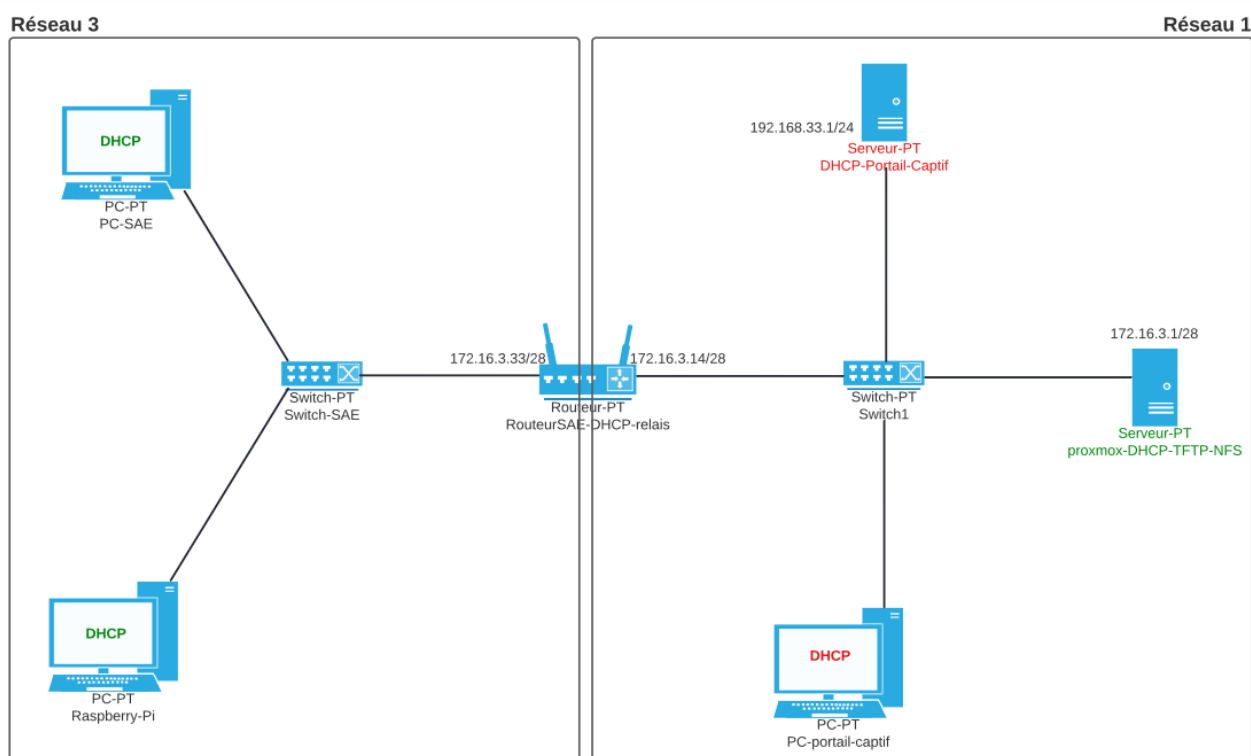 Réseau 3
Réseau 1
DHCP
PC-PT
PC-SAE
192.168.33.1/24
Serveur-PT
DHCP-Portail-Captif
172.16.3.33/28
172.16.3.14/28
172.16.3.1/28
Switch-PT
Switch-SAE
Routeur-PT
RouteurSAE-DHCP-relais
Switch-PT
Switch1
Serveur-PT
proxmox-DHCP-TFTP-NFS
DHCP
PC-PT
Raspberry-Pi
DHCP
PC-PT
PC-portail-captif